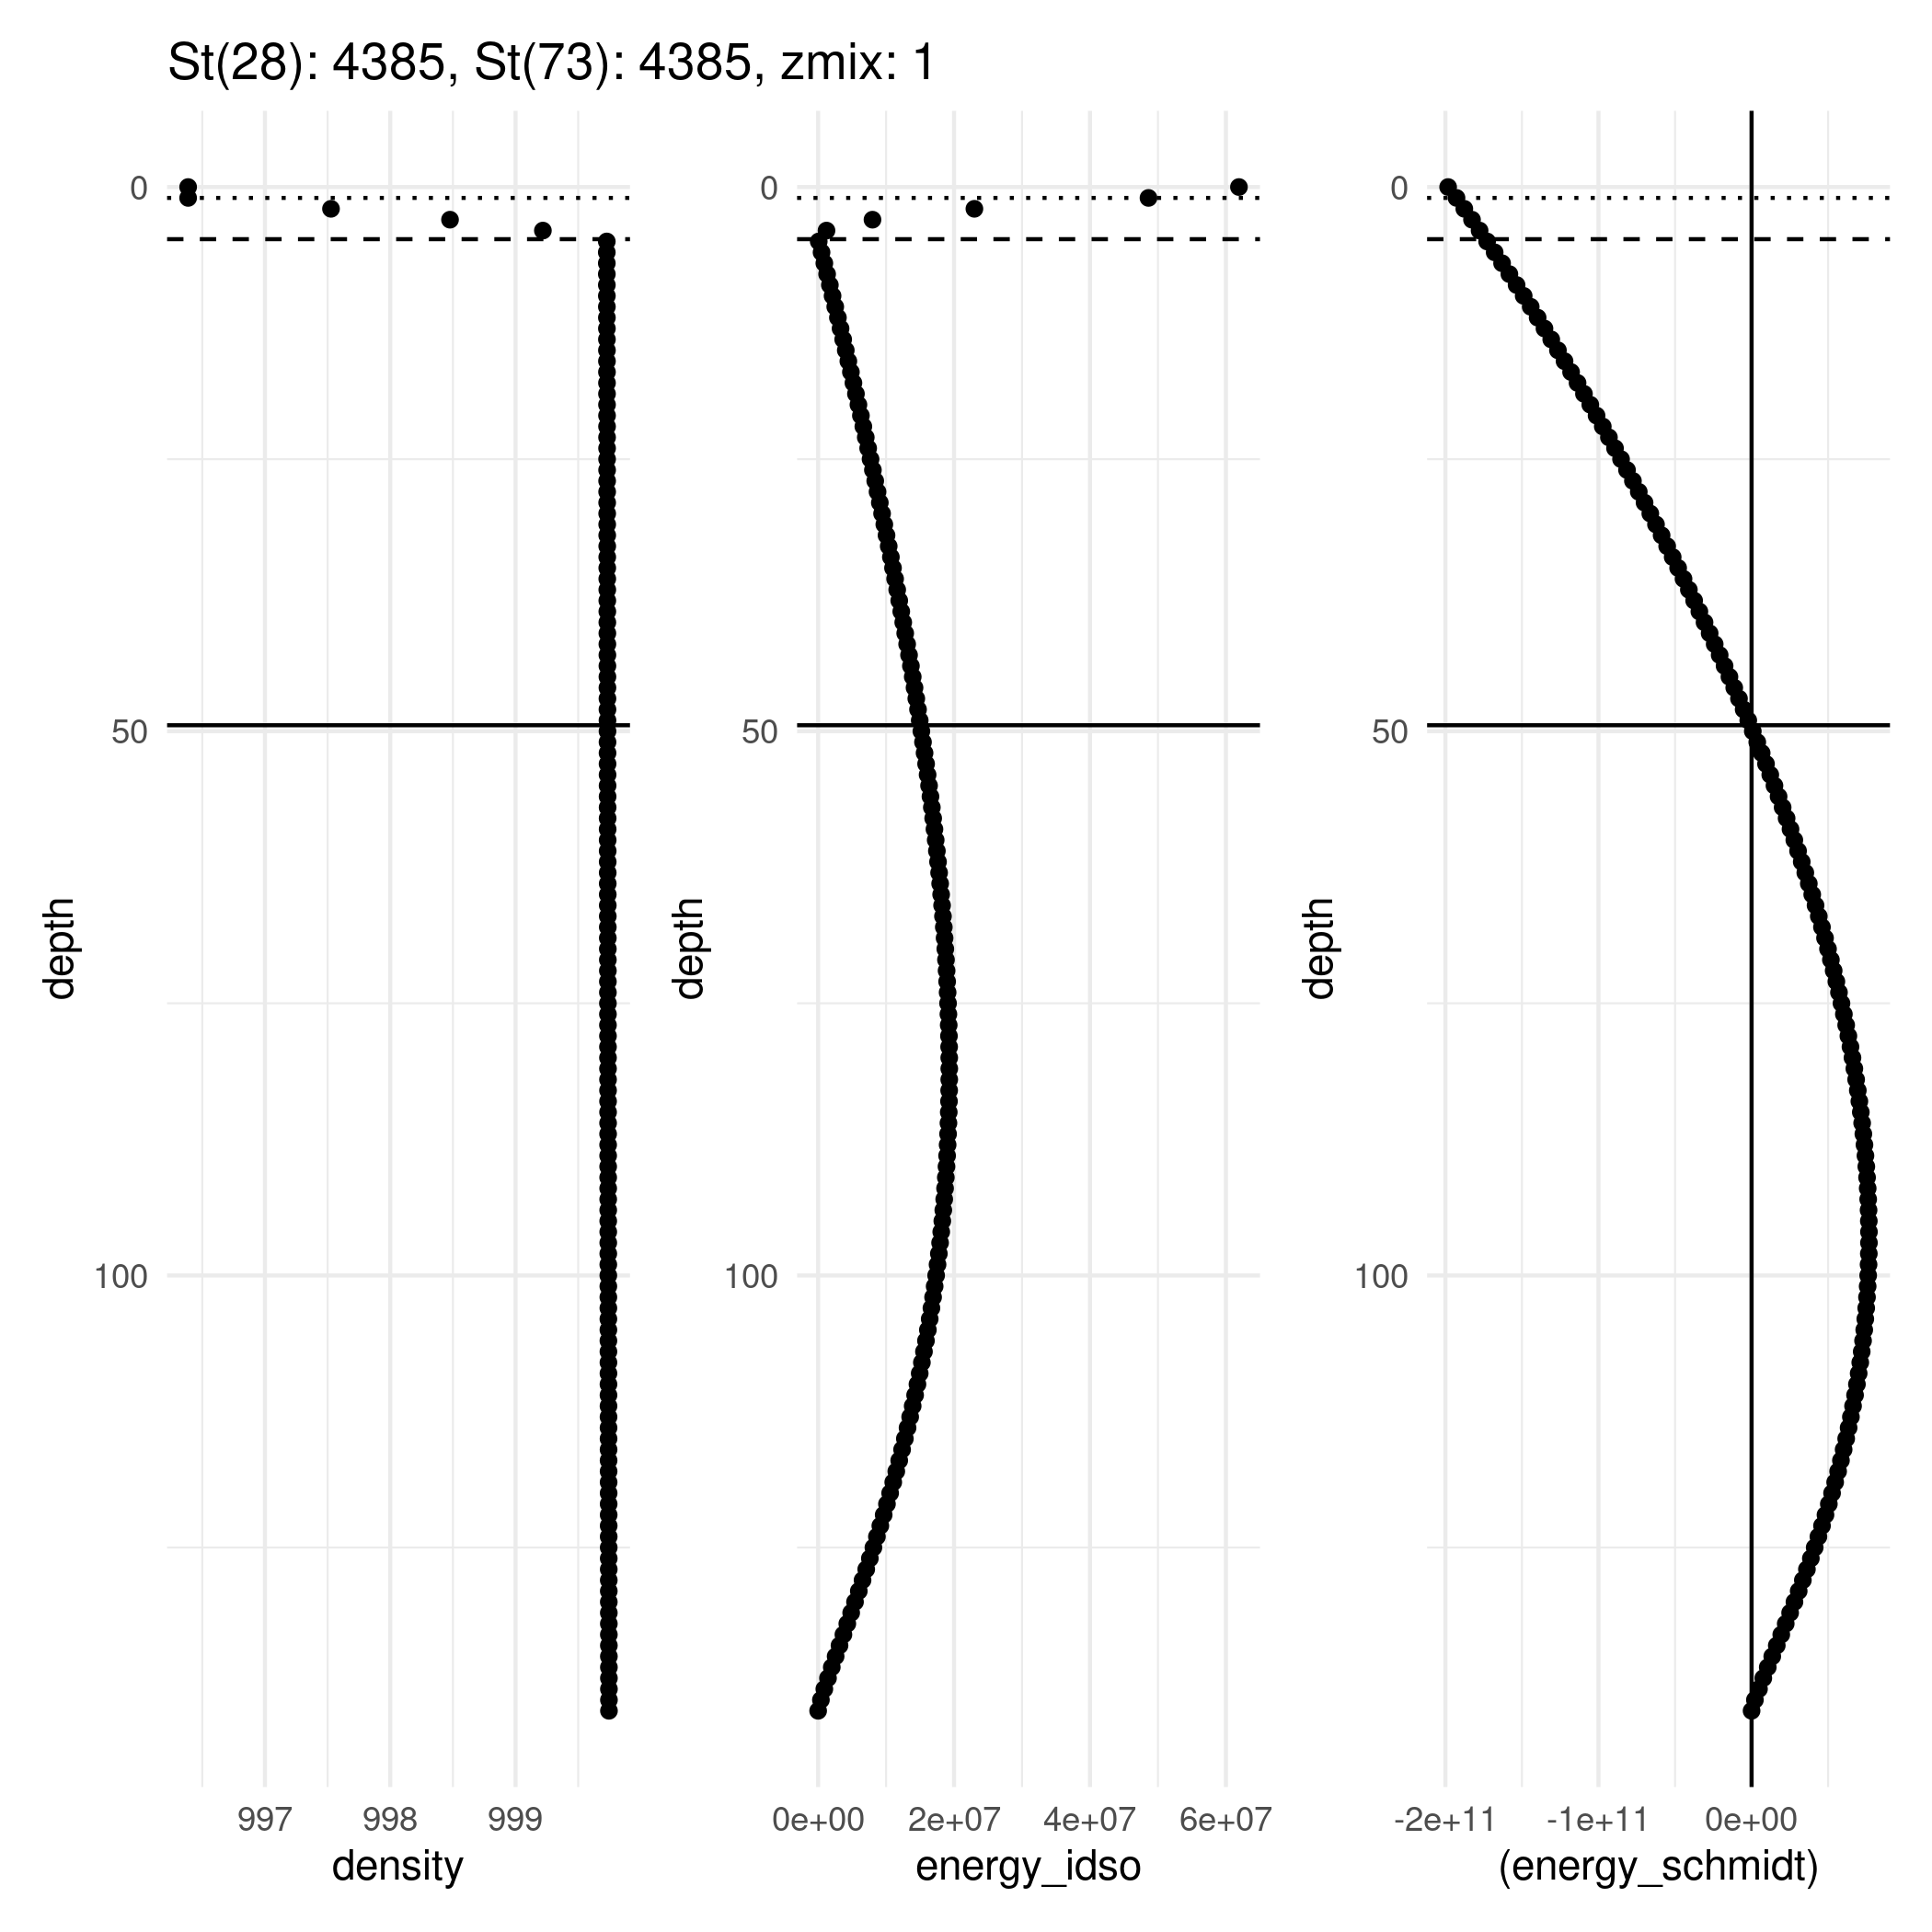 St(28): 4385, St(73): 4385, zmix: 1
0
50
100
depth
997 998 999
density
0
50
100
depth
0e+00 2e+07 4e+07 6e+07
energy_idso
0
50
100
depth
-2e+11 -1e+11 0e+00
(energy_schmidt)